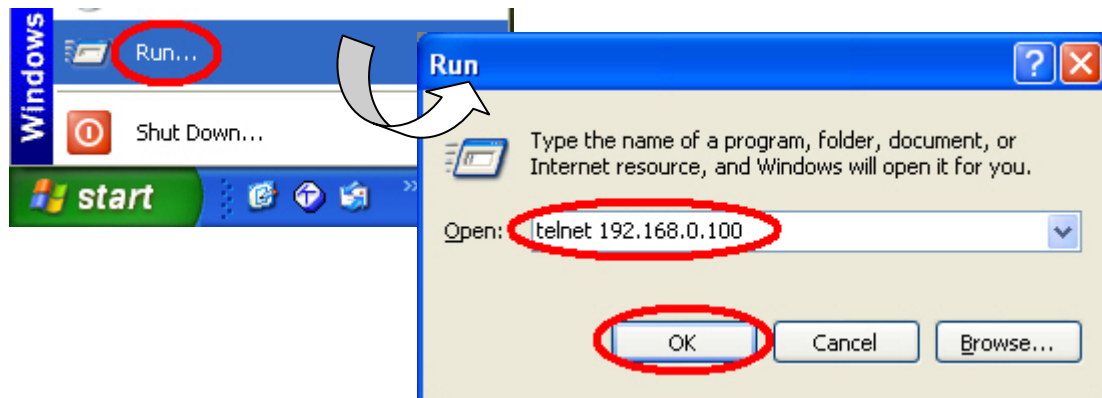 Windows
Run...
Shut Down...
start
»
Run
?
Type the name of a program, folder, document, or
Internet resource, and Windows will open it for you.
Open: telnet 192.168.0.100
OK Cancel Browse...